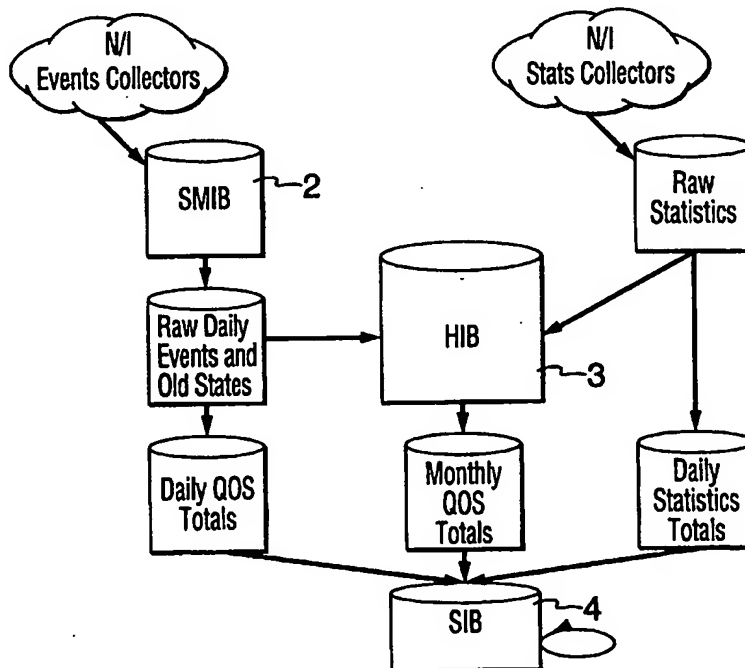 N/I
Events Collectors
N/I
Stats Collectors
SMIB
2
Raw
Statistics
Raw Daily
Events and
Old States
HIB
3
Daily QOS
Totals
Monthly
QOS
Totals
Daily
Statistics
Totals
SIB
4